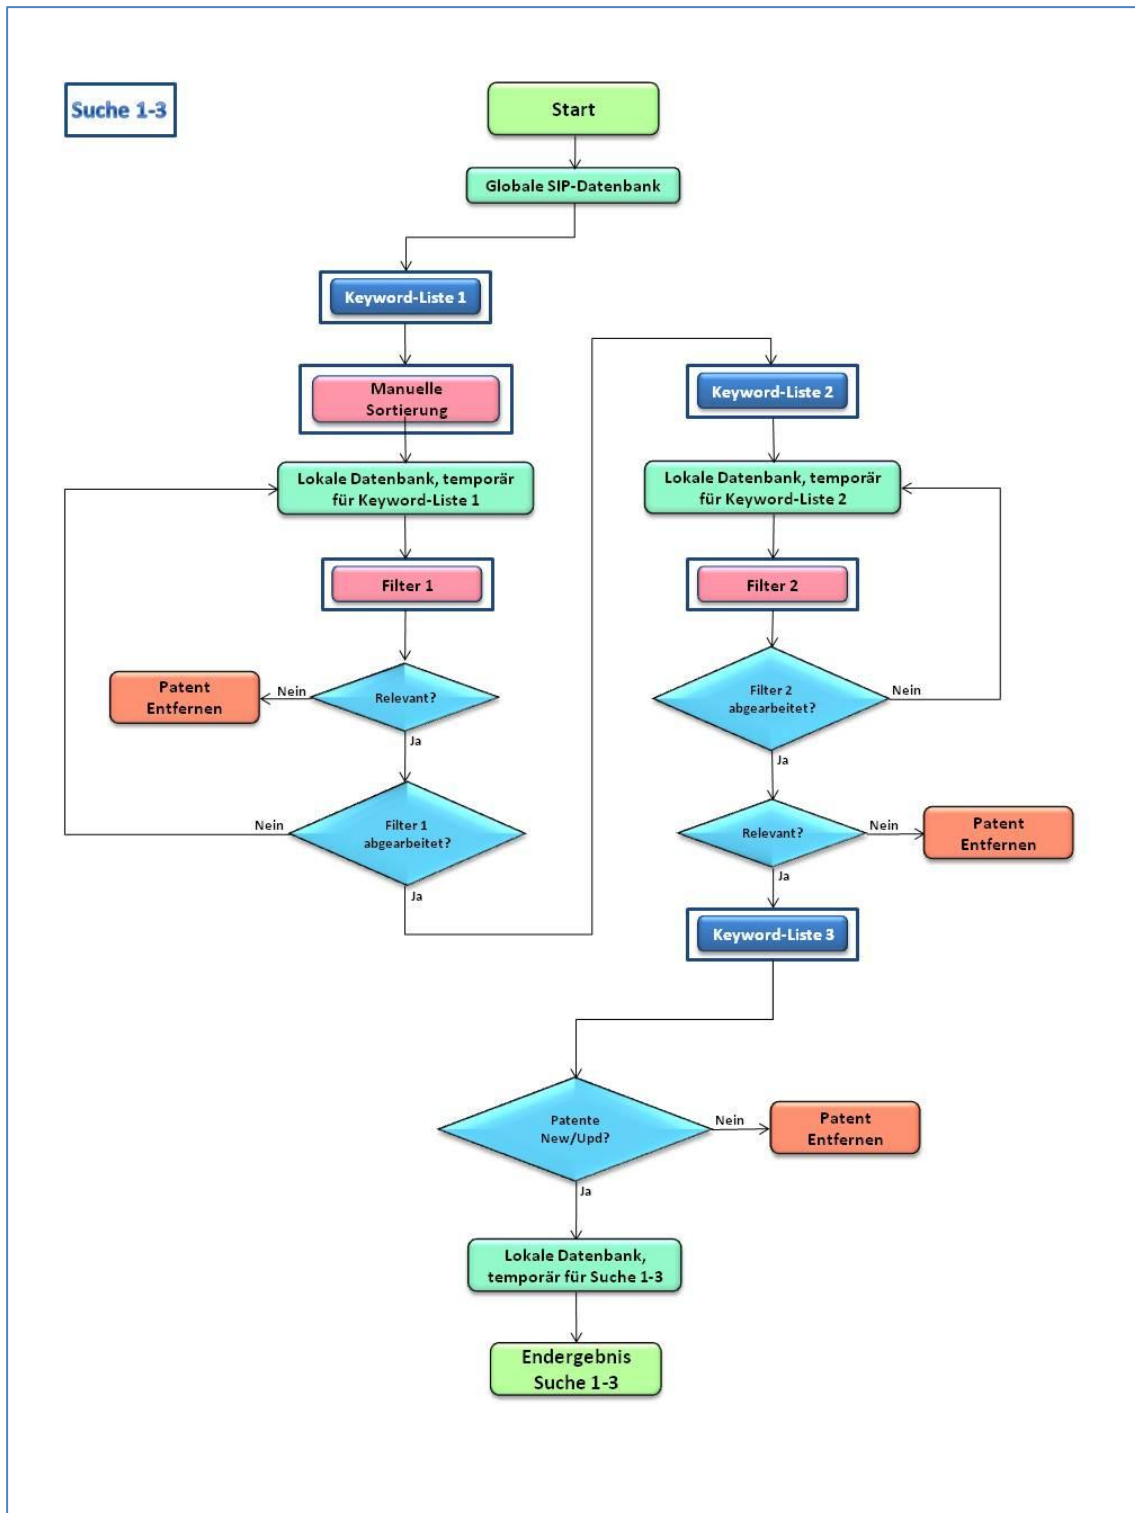 Suche 1-3
Start
Globale SIP-Datenbank
Keyword-Liste 1
Manuelle
Sortierung
Lokale Datenbank, temporär
für Keyword-Liste 1
Filter 1
Relevant?
Nein
Patent
Entfernen
Ja
Filter 1
abgearbeitet?
Nein
Ja
Keyword-Liste 2
Lokale Datenbank, temporär
für Keyword-Liste 2
Filter 2
Filter 2
abgearbeitet?
Nein
Ja
Relevant?
Nein
Patent
Entfernen
Ja
Keyword-Liste 3
Patente
New/Upd?
Nein
Patent
Entfernen
Ja
Lokale Datenbank,
temporär für Suche 1-3
Endergebnis
Suche 1-3